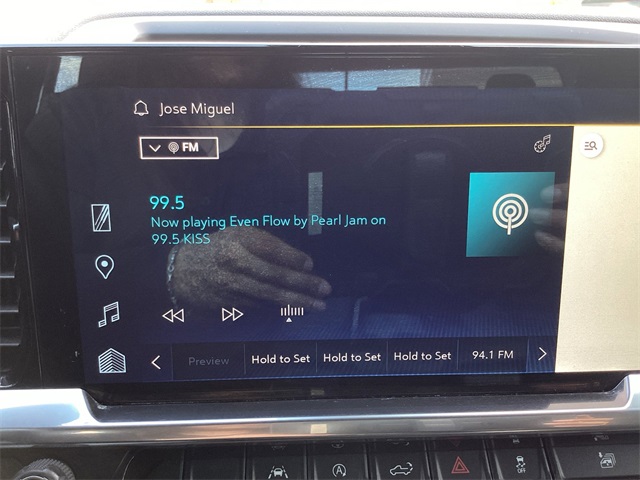 Jose Miguel
FM
99.5
Now playing Even Flow by Pearl Jam on
99.5 KISS
Preview Hold to Set Hold to Set Hold to Set 94.1 FM
A OFF